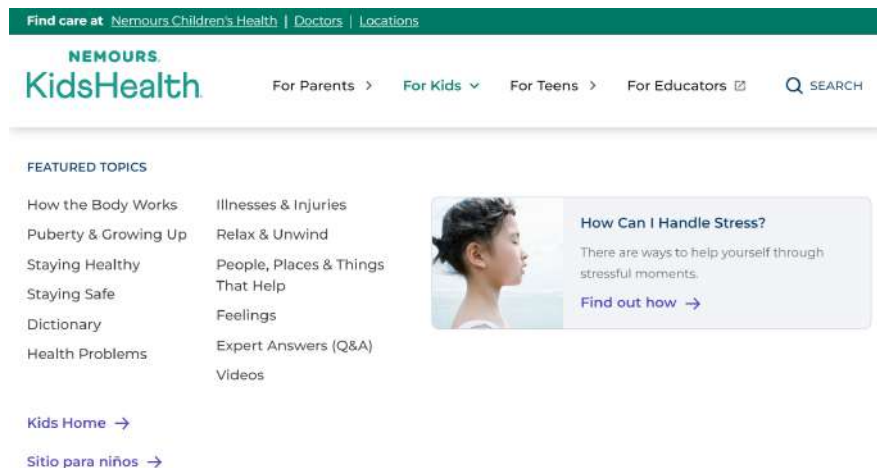 Find care at Nemours Children's Health | Doctors | Locations
NEMOURS.
KidsHealth.
For Parents > For Kids For Teens > For Educators SEARCH
FEATURED TOPICS
How the Body Works
Puberty & Growing Up
Staying Healthy
Staying Safe
Dictionary
Health Problems
Illnesses & Injuries
Relax & Unwind
People, Places & Things
That Help
Feelings
Expert Answers (Q&A)
Videos
How Can I Handle Stress?
There are ways to help yourself through
stressful moments.
Find out how →
Kids Home →
Sitio para niños →